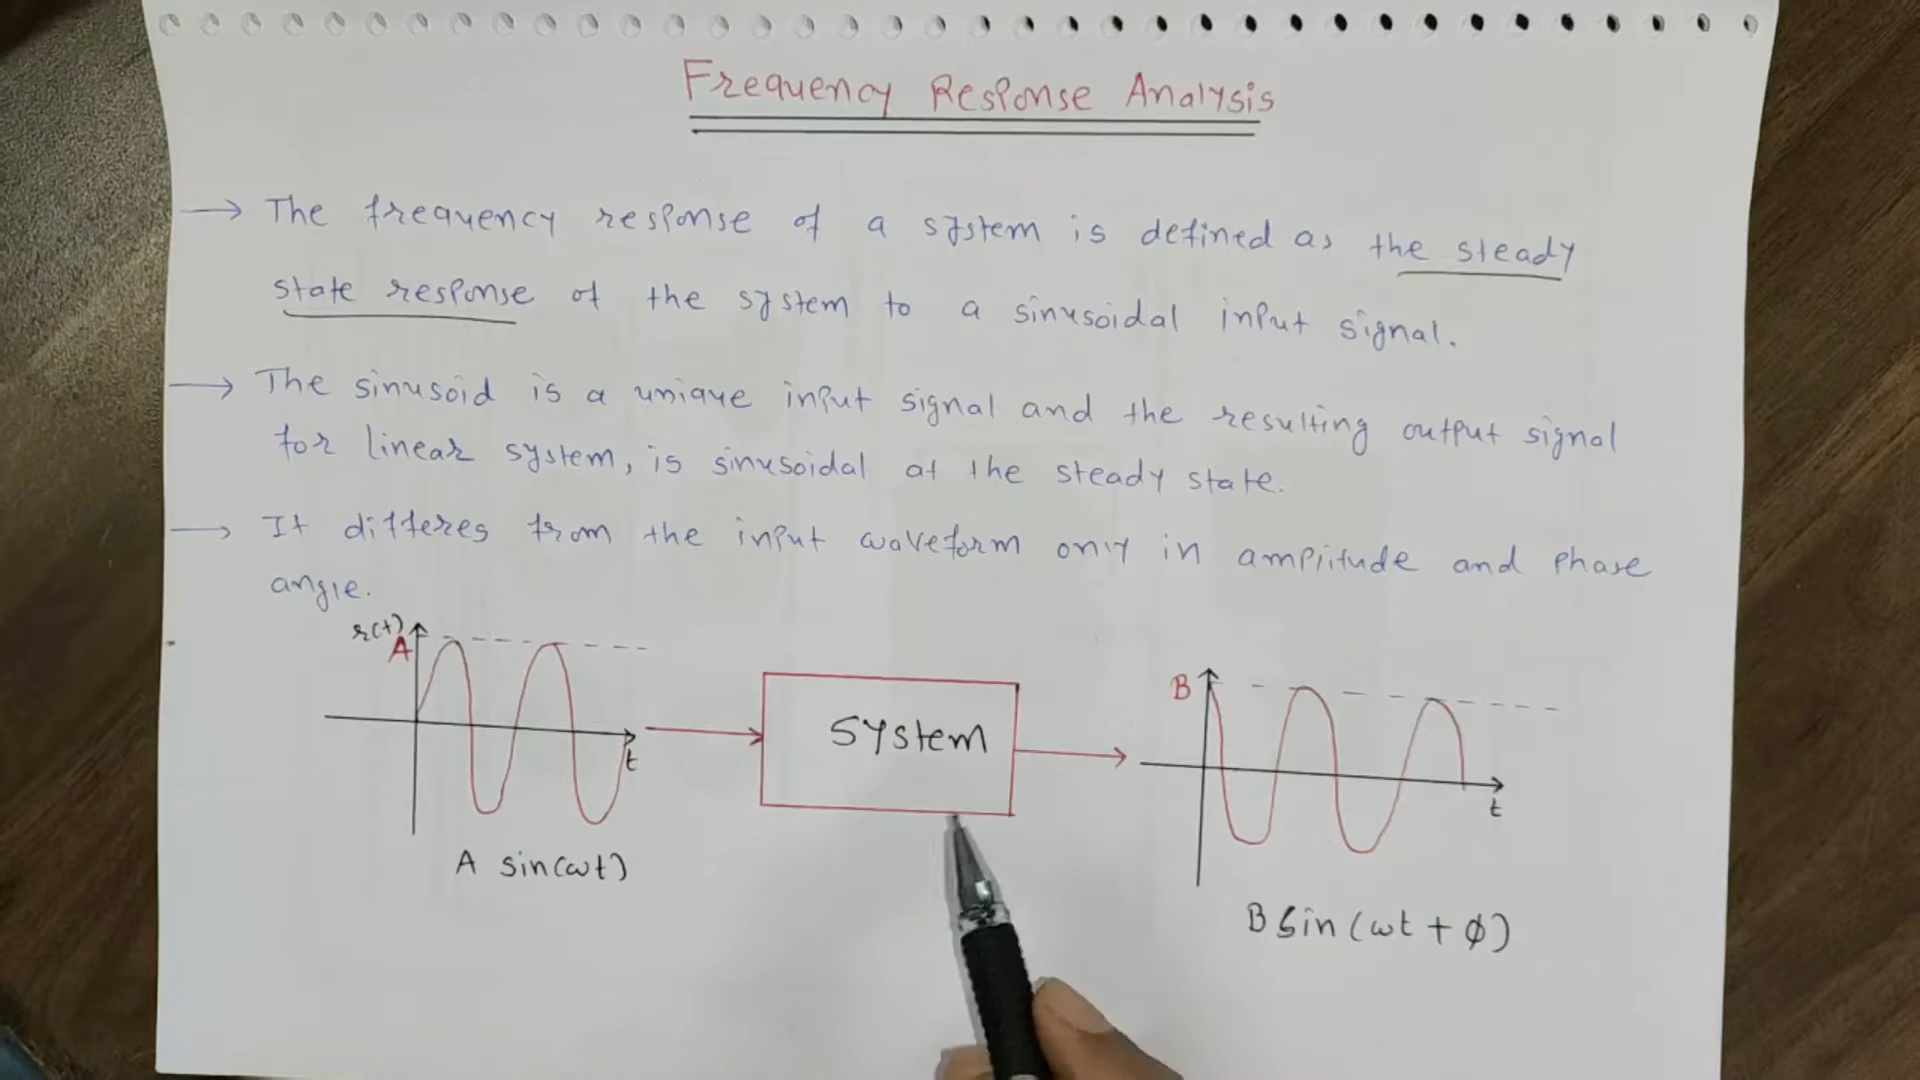 Frequency Response Analysis
→ The frequency response of a system is defined as the steady
state response of the system to a sinusoidal input signal.
→ The sinusoid is a unique input signal and the resulting output signal
for linear system, is sinusoidal at the steady state.
→ It differes from the input waveform only in amplitude and phase
angle.
r(t)
A
t
A sin(ωt)
System
B
t
B sin(ωt + φ)